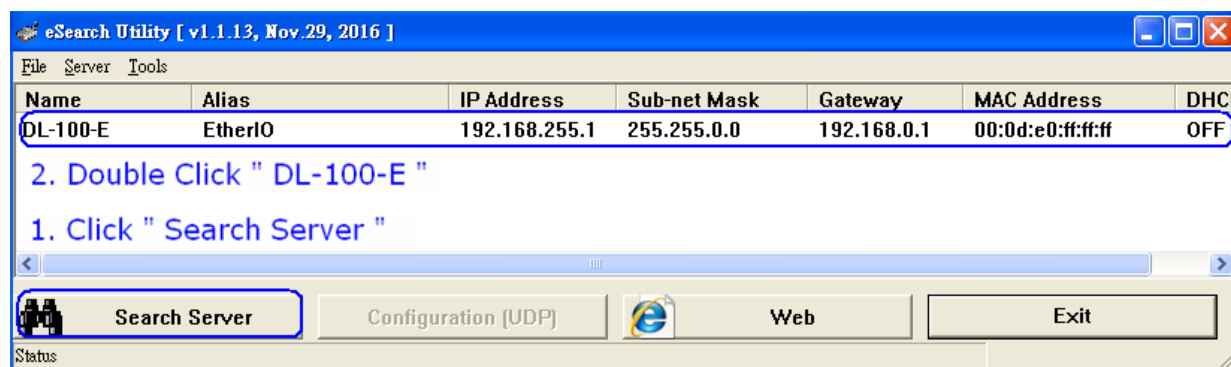 eSearch Utility [ v1.1.13, Nov.29, 2016 ]
File Server Tools
Name Alias IP Address Sub-net Mask Gateway MAC Address DHC
DL-100-E EtherIO 192.168.255.1 255.255.0.0 192.168.0.1 00:0d:e0:ff:ff:ff OFF
2. Double Click " DL-100-E "
1. Click " Search Server "
Search Server Configuration (UDP) Web Exit
Status